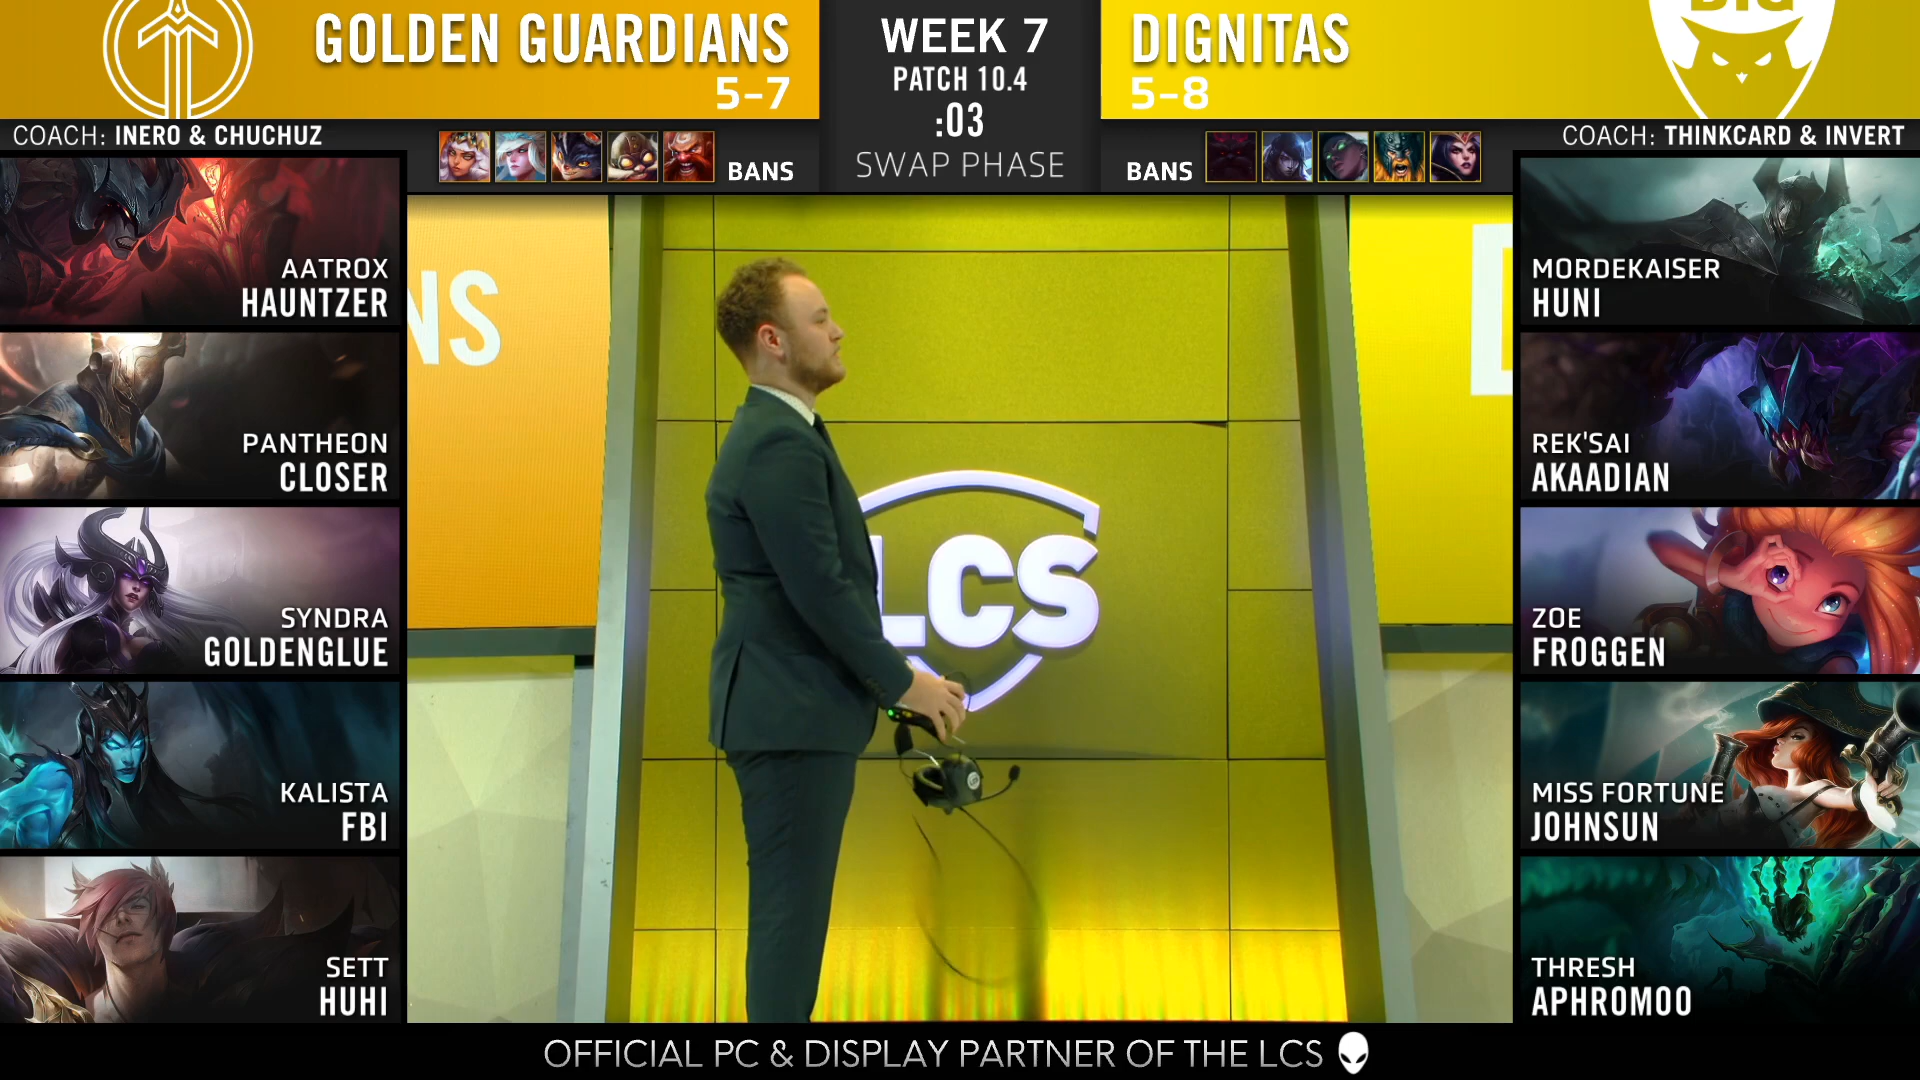 GOLDEN GUARDIANS
5-7
WEEK 7
PATCH 10.4
:03
SWAP PHASE
DIGNITAS
5-8
DIG
COACH: INERO & CHUCHUZ
BANS
BANS
COACH: THINKCARD & INVERT
AATROX
HAUNTZER
PANTHEON
CLOSER
SYNDRA
GOLDENGLUE
KALISTA
FBI
SETT
HUHI
NS
D
LCS
MORDEKAISER
HUNI
REK'SAI
AKAADIAN
ZOE
FROGGEN
MISS FORTUNE
JOHNSUN
THRESH
APHROMOO
OFFICIAL PC & DISPLAY PARTNER OF THE LCS